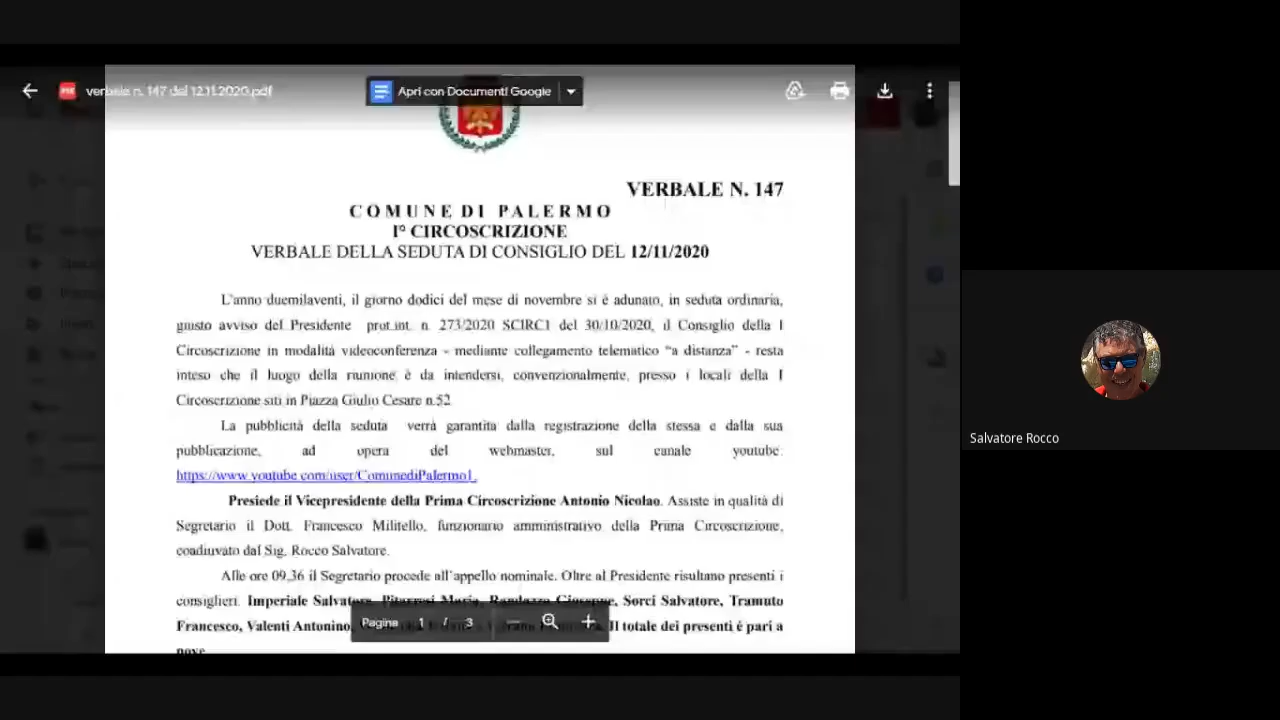 verbale n. 147 del 12.11.2020.pdf
Apri con Documenti Google
VERBALE N. 147
COMUNE DI PALERMO
I° CIRCOSCRIZIONE
VERBALE DELLA SEDUTA DI CONSIGLIO DEL 12/11/2020
L'anno duemilaventi, il giorno dodici del mese di novembre si è adunato, in seduta ordinaria,
giusto avviso del Presidente prot.int. n. 273/2020 SCIRC1 del 30/10/2020, il Consiglio della I
Circoscrizione in modalità videoconferenza - mediante collegamento telematico “a distanza” - resta
inteso che il luogo della riunione è da intendersi, convenzionalmente, presso i locali della I
Circoscrizione siti in Piazza Giulio Cesare n.52
La pubblicità della seduta verrà garantita dalla registrazione della stessa e dalla sua
pubblicazione, ad opera del webmaster, sul canale youtube:
https://www.youtube.com/user/ComunediPalermo1.
Presiede il Vicepresidente della Prima Circoscrizione Antonio Nicolao. Assiste in qualità di
Segretario il Dott. Francesco Militello, funzionario amministrativo della Prima Circoscrizione,
coadiuvato dal Sig. Rocco Salvatore.
Alle ore 09,36 il Segretario procede all'appello nominale. Oltre al Presidente risultano presenti i
consiglieri: Imperiale Salvatore, Pitarresi Mario, Randazzo Giuseppe, Sorci Salvatore, Tramuto
Francesco, Valenti Antonino, Il totale dei presenti è pari a
nove.
Pagina 1 / 3
Salvatore Rocco